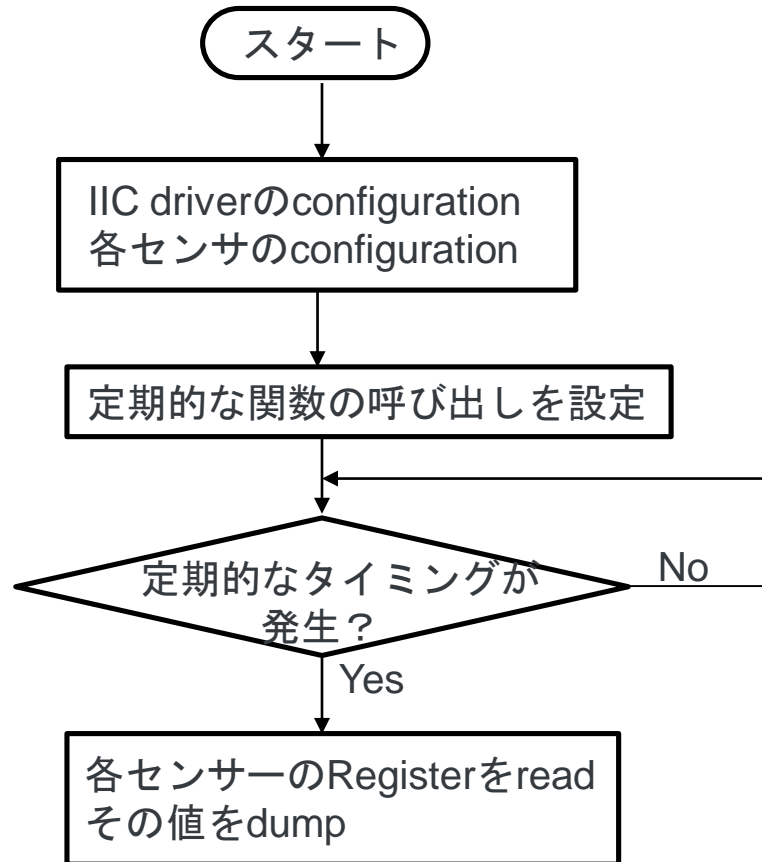 スタート
IIC driverのconfiguration
各センサのconfiguration
定期的な関数の呼び出しを設定
定期的なタイミングが
発生？
No
Yes
各センサーのRegisterをread
その値をdump